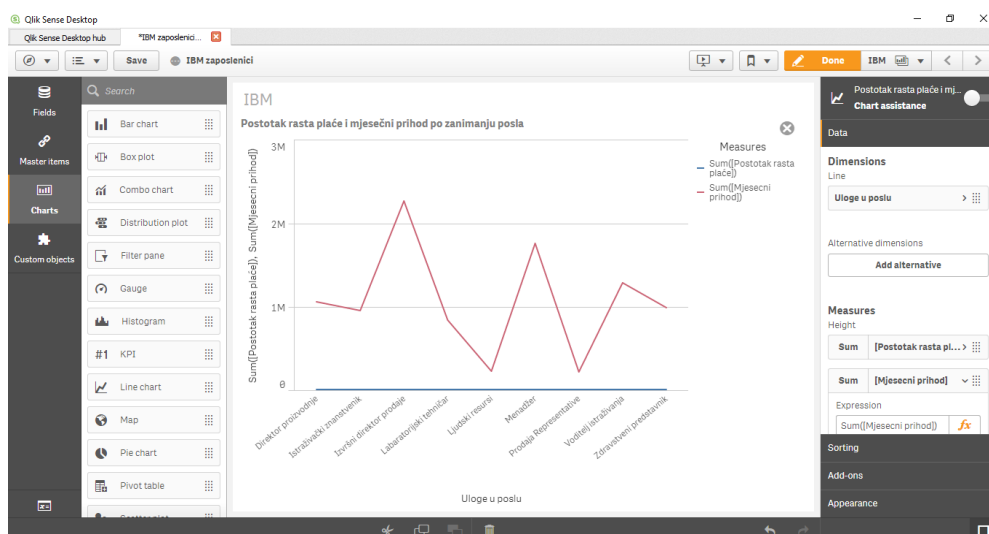 Qlik Sense Desktop
Qlik Sense Desktop hub
*IBM zaposlenici...
Save
IBM zaposlenici
Done
IBM
Fields
Master items
Charts
Custom objects
Search
Bar chart
Box plot
Combo chart
Distribution plot
Filter pane
Gauge
Histogram
#1 KPI
Line chart
Map
Pie chart
Pivot table
IBM
Postotak rasta plaće i mjesečni prihod po zanimanju posla
Sum([Postotak rasta plaće]), Sum([Mjesecni prihod])
3M
2M
1M
0
Direktor proizvodnje
Istraživački znanstvenik
Izvršni direktor prodaje
Labaratorijski tehničar
Ljudski resursi
Menadžer
Prodaja Representative
Voditelj istraživanja
Zdravstveni predstavnik
Uloge u poslu
Measures
Sum([Postotak rasta
plaće])
Sum([Mjesecni
prihod])
Postotak rasta plaće i mj...
Chart assistance
Data
Dimensions
Line
Uloge u poslu
Alternative dimensions
Add alternative
Measures
Height
Sum [Postotak rasta pl...
Sum [Mjesecni prihod]
Expression
Sum([Mjesecni prihod]) fx
Sorting
Add-ons
Appearance